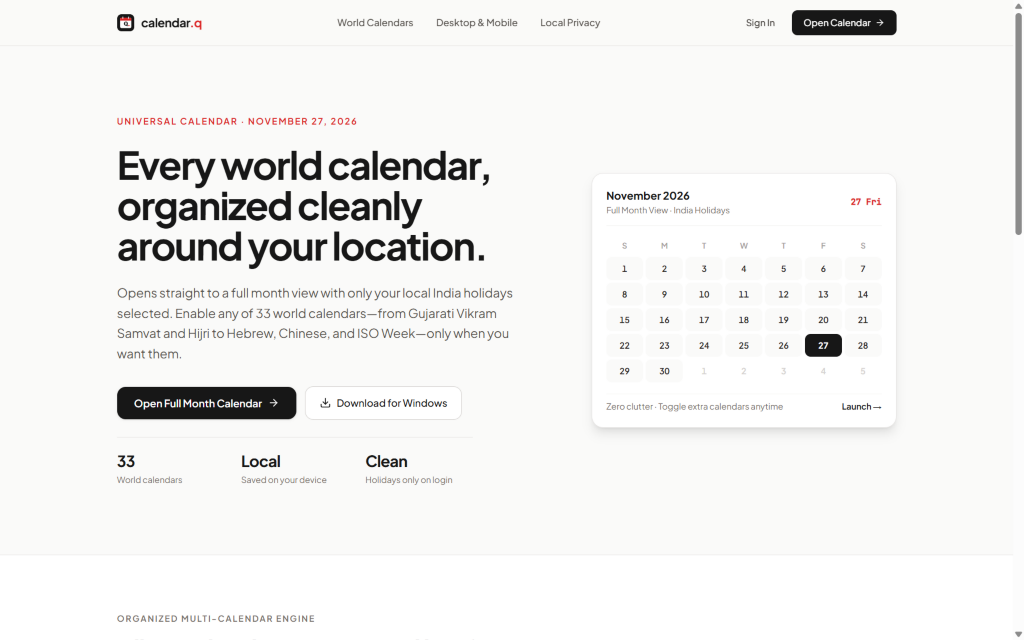 calendar.q
World Calendars
Desktop & Mobile
Local Privacy
Sign In
Open Calendar →
UNIVERSAL CALENDAR · NOVEMBER 27, 2026
Every world calendar,
organized cleanly
around your location.
Opens straight to a full month view with only your local India holidays
selected. Enable any of 33 world calendars—from Gujarati Vikram
Samvat and Hijri to Hebrew, Chinese, and ISO Week—only when you
want them.
Open Full Month Calendar →
Download for Windows
33
World calendars
Local
Saved on your device
Clean
Holidays only on login
November 2026
Full Month View · India Holidays
27 Fri
S M T W T F S
1 2 3 4 5 6 7
8 9 10 11 12 13 14
15 16 17 18 19 20 21
22 23 24 25 26 27 28
29 30 1 2 3 4 5
Zero clutter · Toggle extra calendars anytime
Launch →
ORGANIZED MULTI-CALENDAR ENGINE